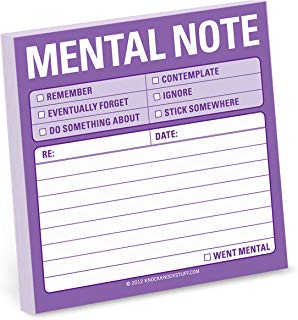 MENTAL NOTE
REMEMBER
EVENTUALLY FORGET
DO SOMETHING ABOUT
CONTEMPLATE
IGNORE
STICK SOMEWHERE
RE:
DATE:
WENT MENTAL
© 2012 KNOCKKNOCKSTUFF.COM